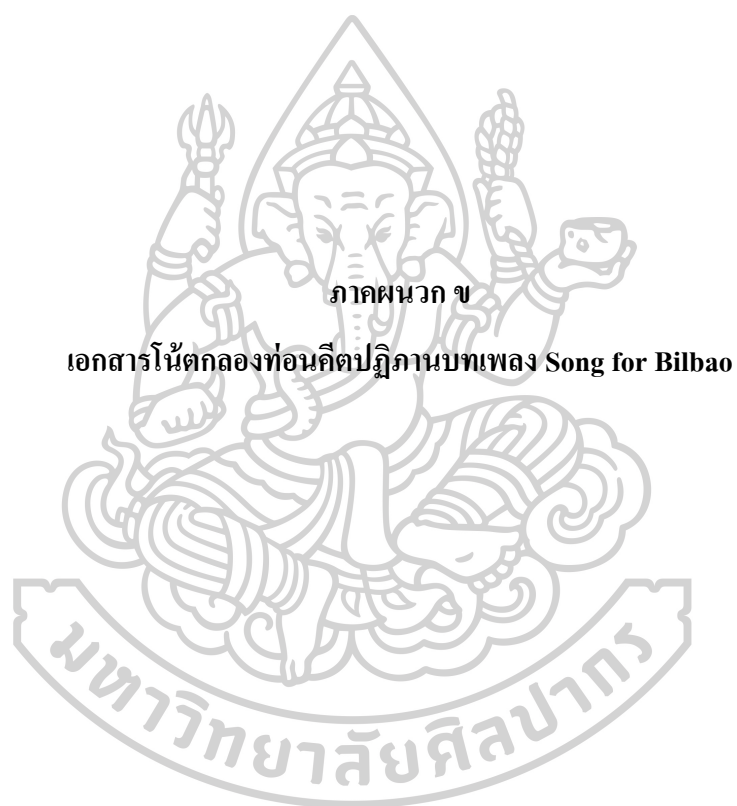 ภาคผนวก ข
เอกสารโน้ตกลองท่อนคีตปฏิภานบทเพลง Song for Bilbao
มหาวิทยาลัยศิลปากร